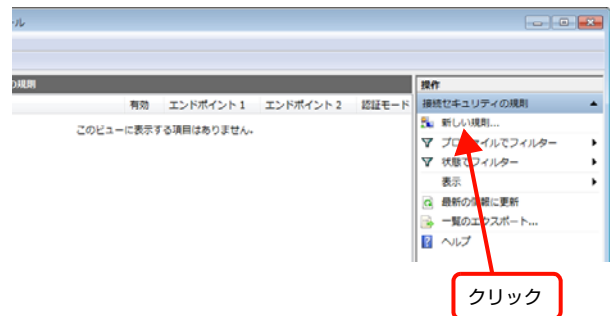 ール
の規則
有効 エンドポイント 1 エンドポイント 2 認証モード
このビューに表示する項目はありません。
操作
接続セキュリティの規則
新しい規則...
プロファイルでフィルター
状態でフィルター
表示
最新の情報に更新
一覧のエクスポート...
ヘルプ
クリック